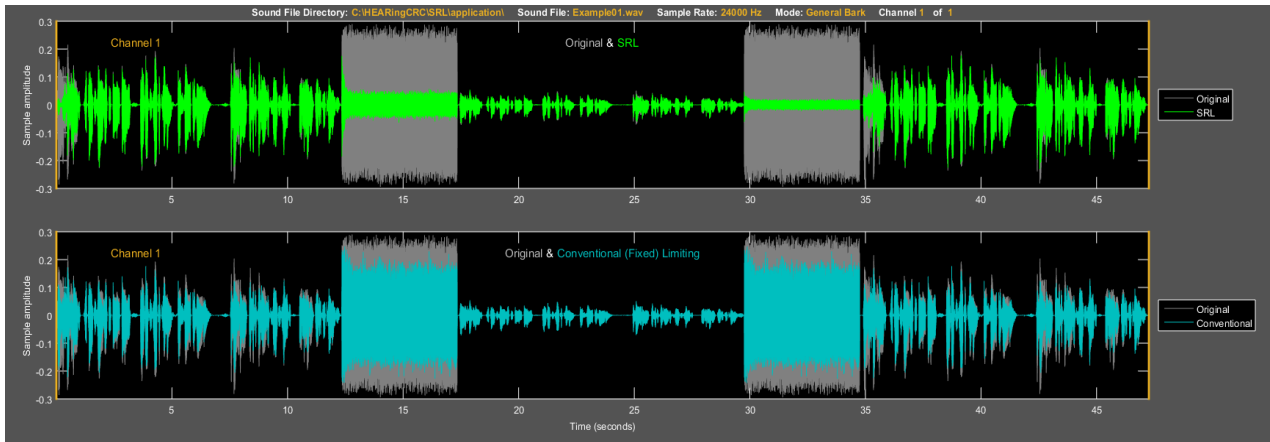 Sound File Directory: C:\HEARingCRC\SRL\application\ Sound File: Example01.wav Sample Rate: 24000 Hz Mode: General Bark Channel 1 of 1
Channel 1
Original & SRL
Sample amplitude
0.3
0.2
0.1
0
-0.1
-0.2
-0.3
5 10 15 20 25 30 35 40 45
Original
SRL
Channel 1
Original & Conventional (Fixed) Limiting
Sample amplitude
0.3
0.2
0.1
0
-0.1
-0.2
-0.3
5 10 15 20 25 30 35 40 45
Time (seconds)
Original
Conventional